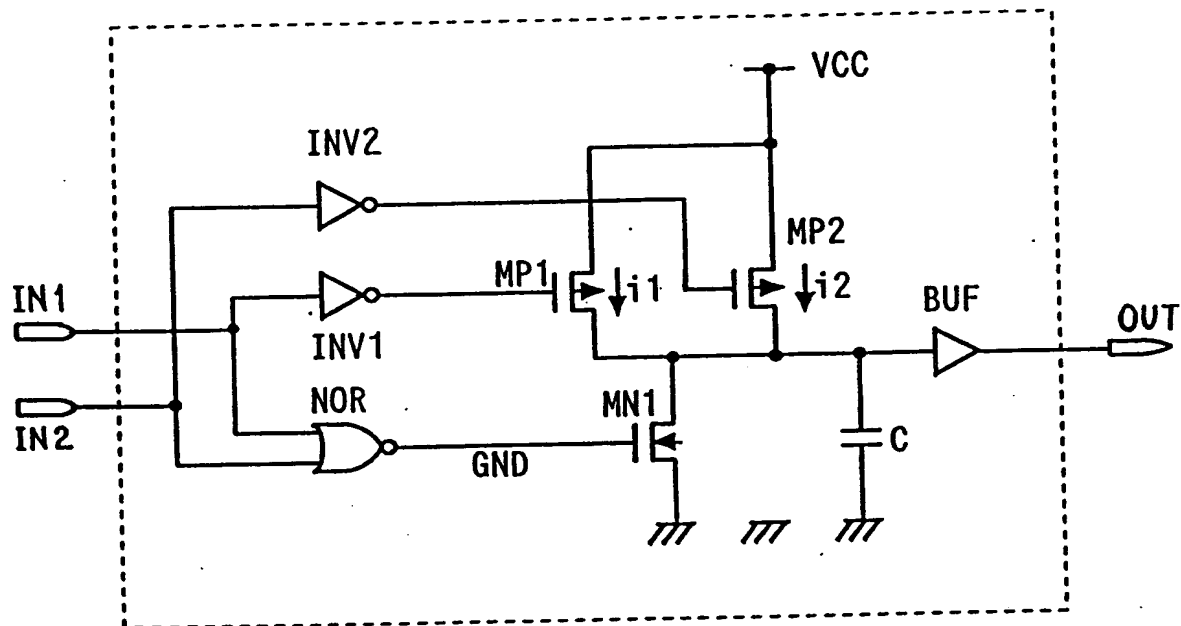 VCC
INV2
MP2
MP1
i1
i2
IN1
BUF
OUT
INV1
NOR
MN1
IN2
GND
C